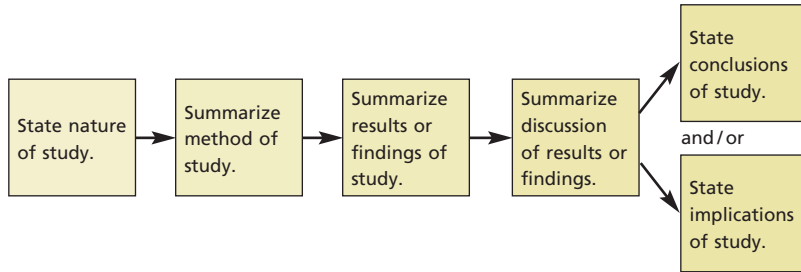 State nature
of study.
Summarize
method of
study.
Summarize
results or
findings of
study.
Summarize
discussion
of results or
findings.
State
conclusions
of study.
and/or
State
implications
of study.